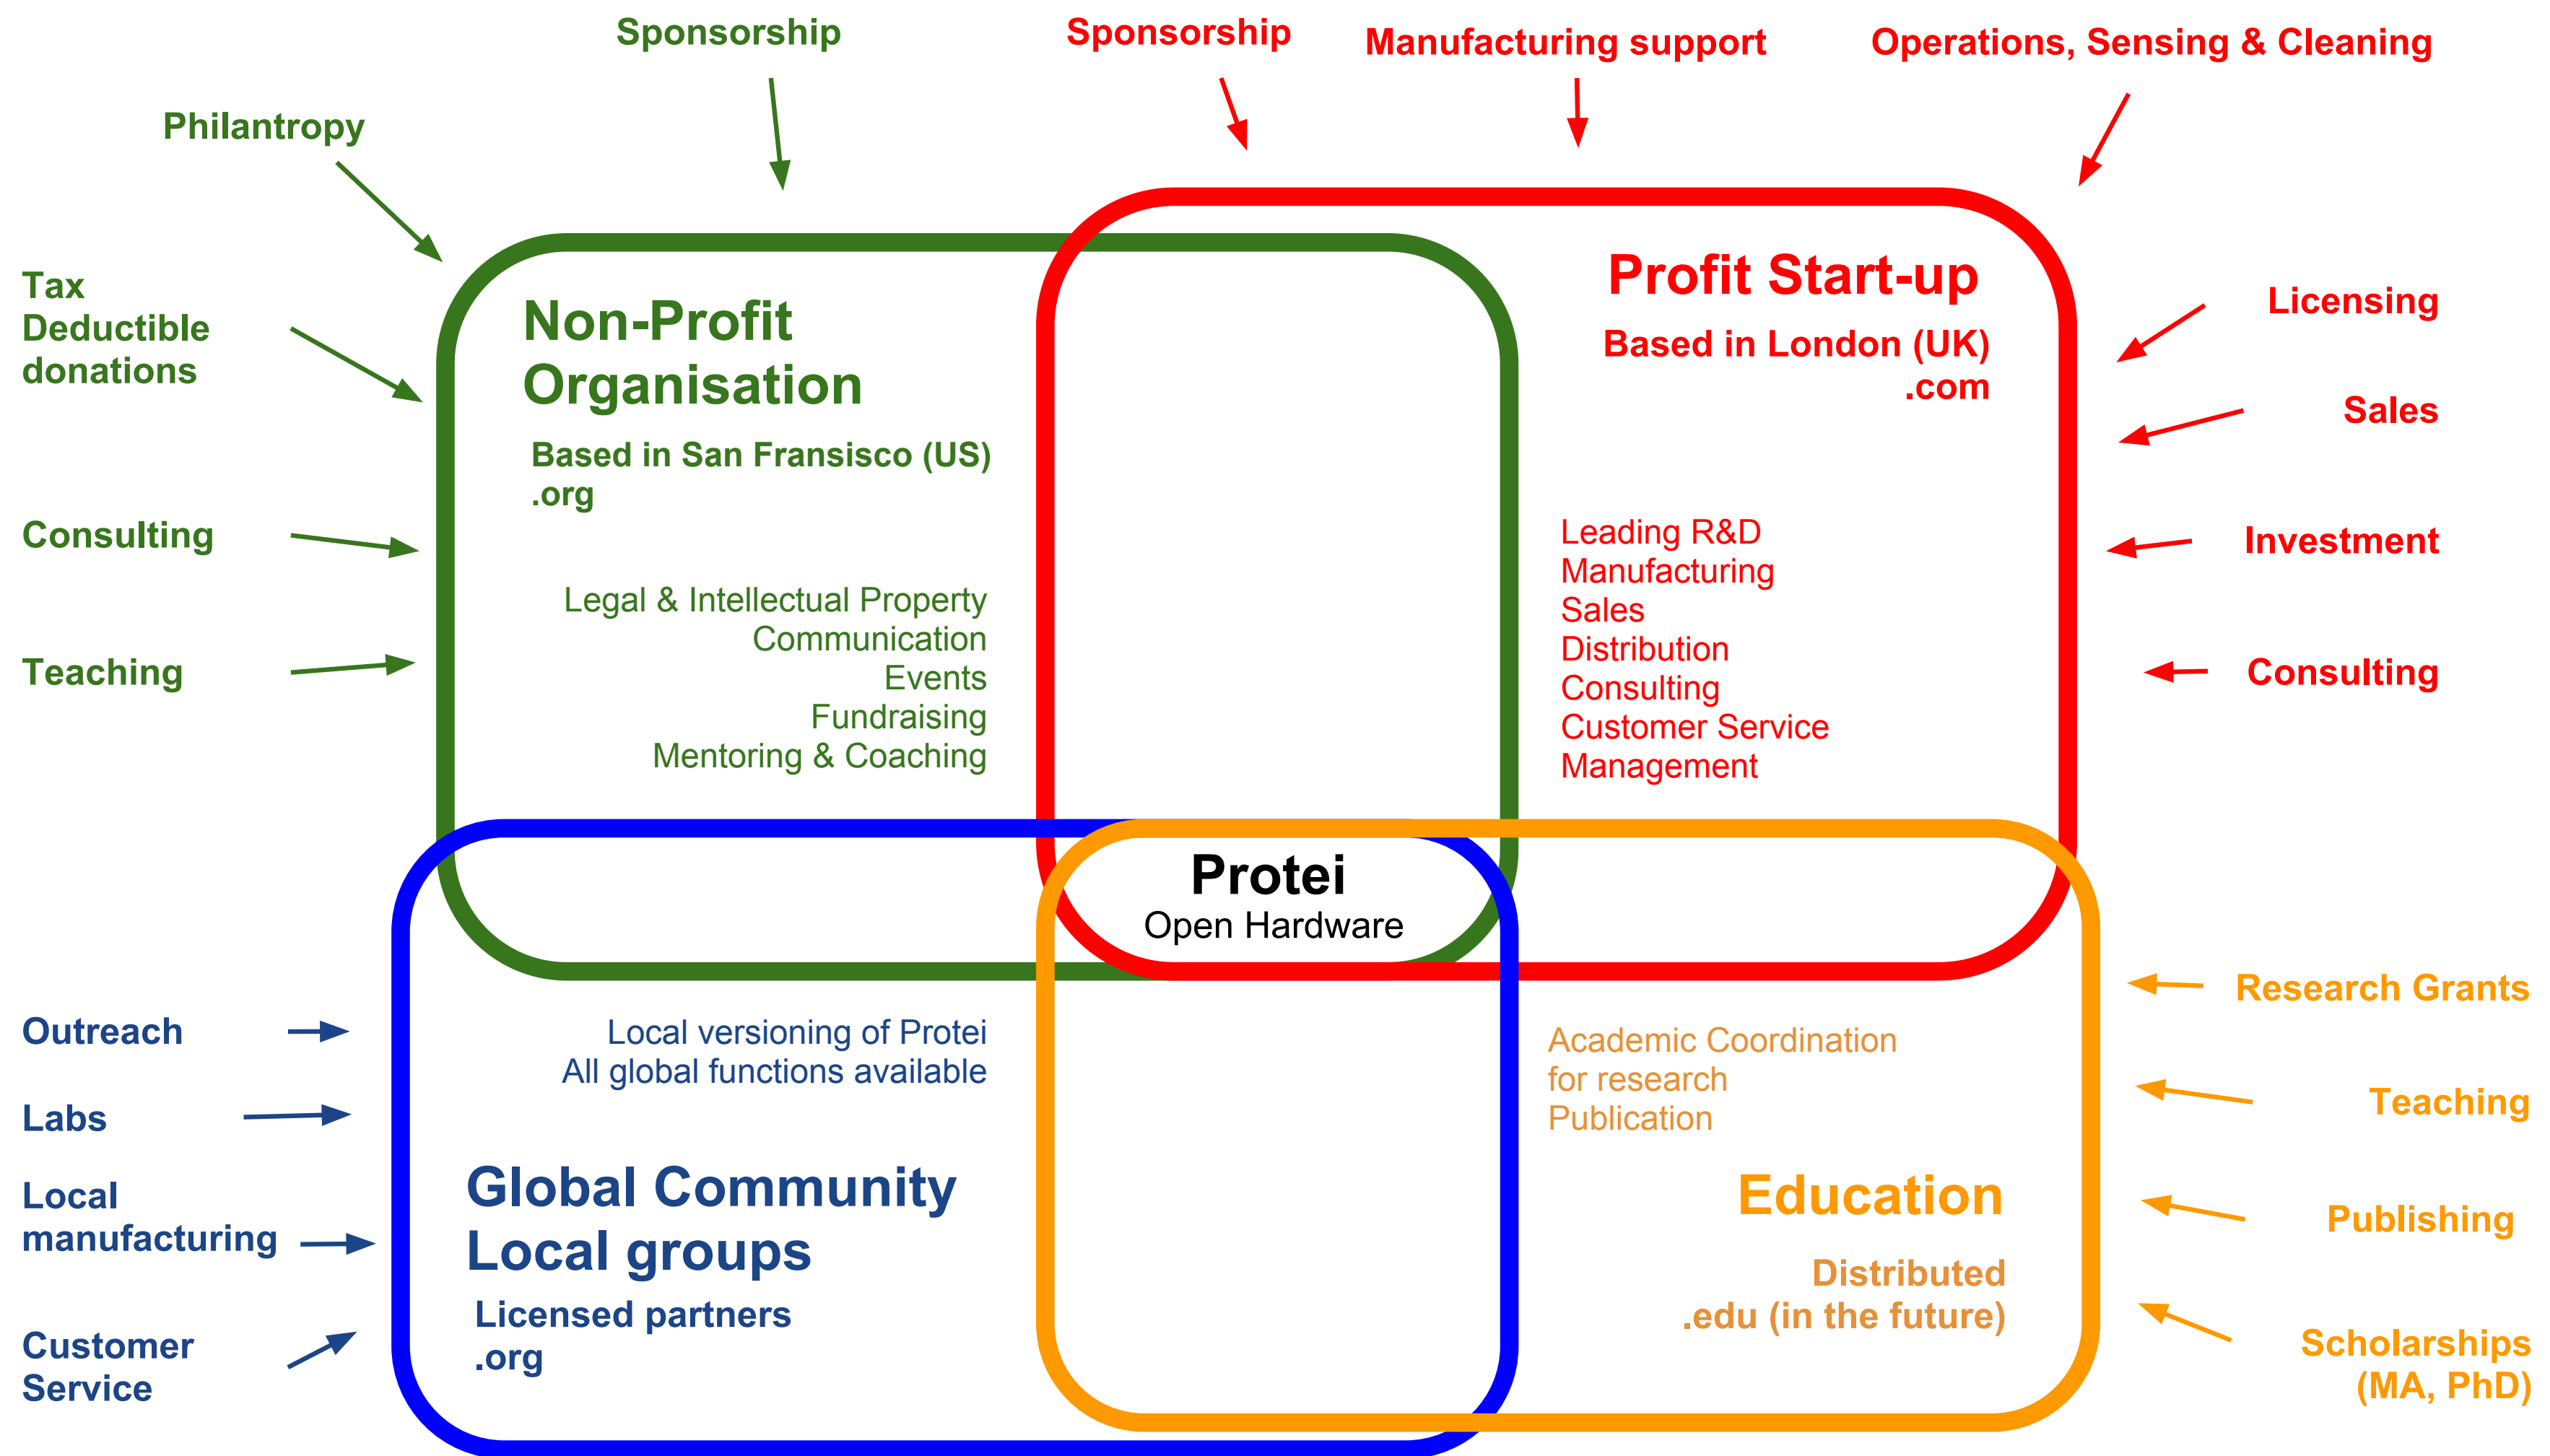 Sponsorship
Sponsorship
Manufacturing support
Operations, Sensing & Cleaning
Philantropy
Tax
Deductible
donations
Consulting
Teaching
Non-Profit
Organisation
Based in San Fransisco (US)
.org
Legal & Intellectual Property
Communication
Events
Fundraising
Mentoring & Coaching
Profit Start-up
Based in London (UK)
.com
Leading R&D
Manufacturing
Sales
Distribution
Consulting
Customer Service
Management
Licensing
Sales
Investment
Consulting
Protei
Open Hardware
Outreach
Labs
Local
manufacturing
Customer
Service
Local versioning of Protei
All global functions available
Global Community
Local groups
Licensed partners
.org
Academic Coordination
for research
Publication
Education
Distributed
.edu (in the future)
Research Grants
Teaching
Publishing
Scholarships
(MA, PhD)